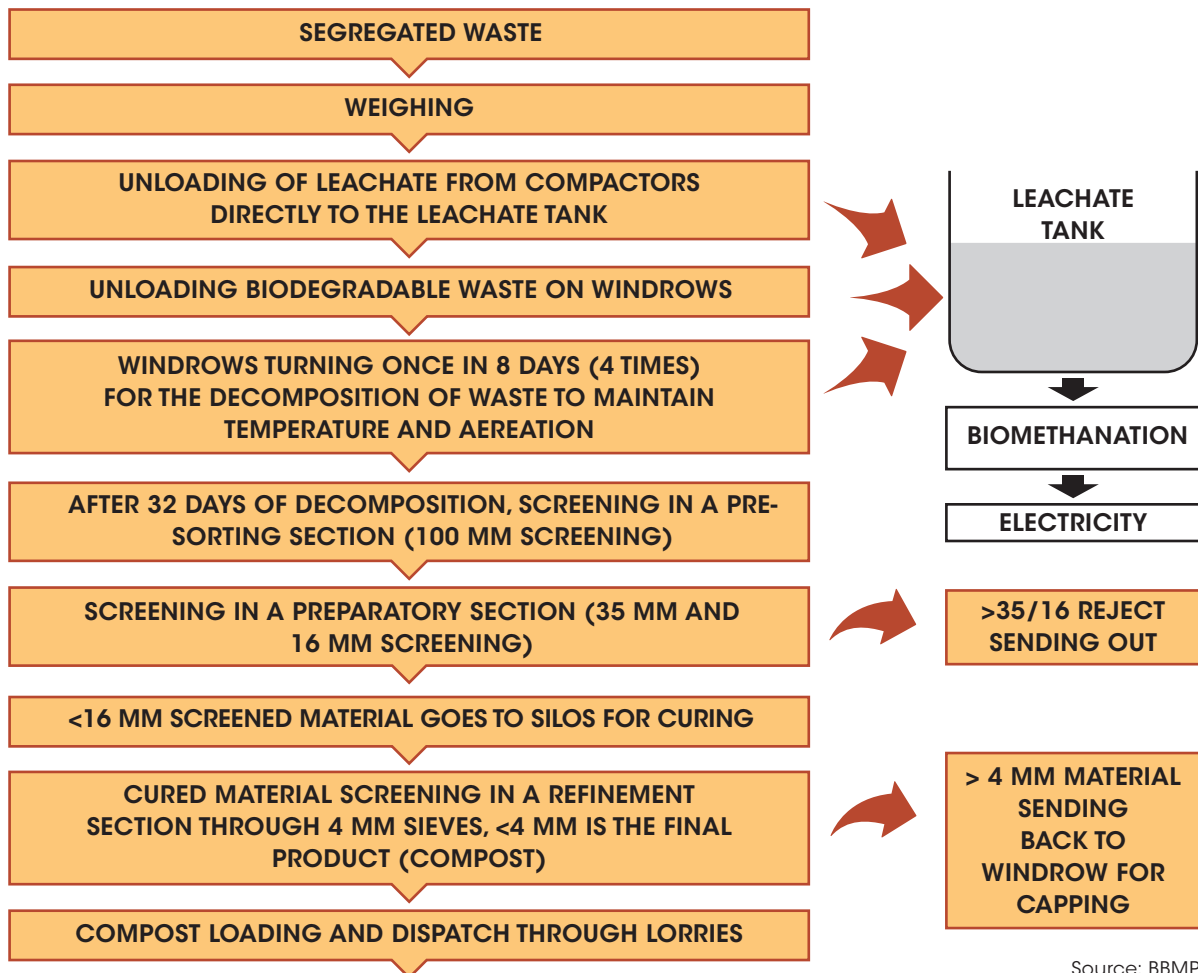 SEGREGATED WASTE
WEIGHING
UNLOADING OF LEACHATE FROM COMPACTORS
DIRECTLY TO THE LEACHATE TANK
LEACHATE
TANK
UNLOADING BIODEGRADABLE WASTE ON WINDROWS
WINDROWS TURNING ONCE IN 8 DAYS (4 TIMES)
FOR THE DECOMPOSITION OF WASTE TO MAINTAIN
TEMPERATURE AND AEREATION
BIOMETHANATION
ELECTRICITY
AFTER 32 DAYS OF DECOMPOSITION, SCREENING IN A PRE-
SORTING SECTION (100 MM SCREENING)
SCREENING IN A PREPARATORY SECTION (35 MM AND
16 MM SCREENING)
>35/16 REJECT
SENDING OUT
<16 MM SCREENED MATERIAL GOES TO SILOS FOR CURING
CURED MATERIAL SCREENING IN A REFINEMENT
SECTION THROUGH 4 MM SIEVES, <4 MM IS THE FINAL
PRODUCT (COMPOST)
> 4 MM MATERIAL
SENDING
BACK TO
WINDROW FOR
CAPPING
COMPOST LOADING AND DISPATCH THROUGH LORRIES
Source: BBMP